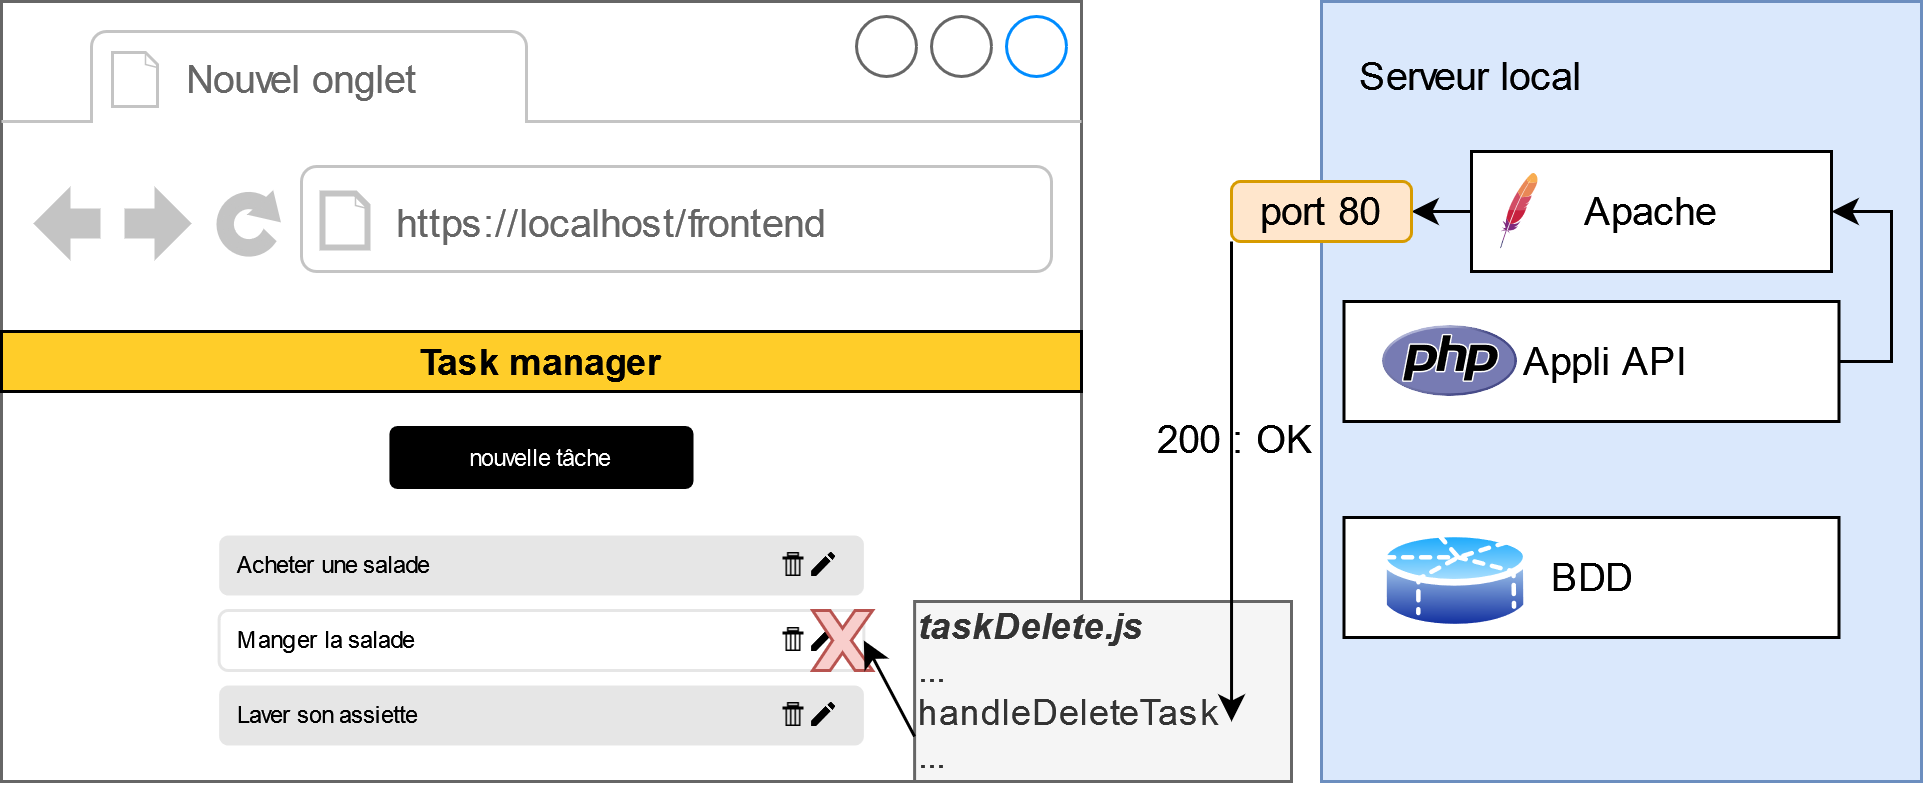 Nouvel onglet
https://localhost/frontend
Task manager
nouvelle tâche
Acheter une salade
Manger la salade
Laver son assiette
taskDelete.js
...
handleDeleteTask
...
200 : OK
Serveur local
port 80
Apache
php Appli API
BDD